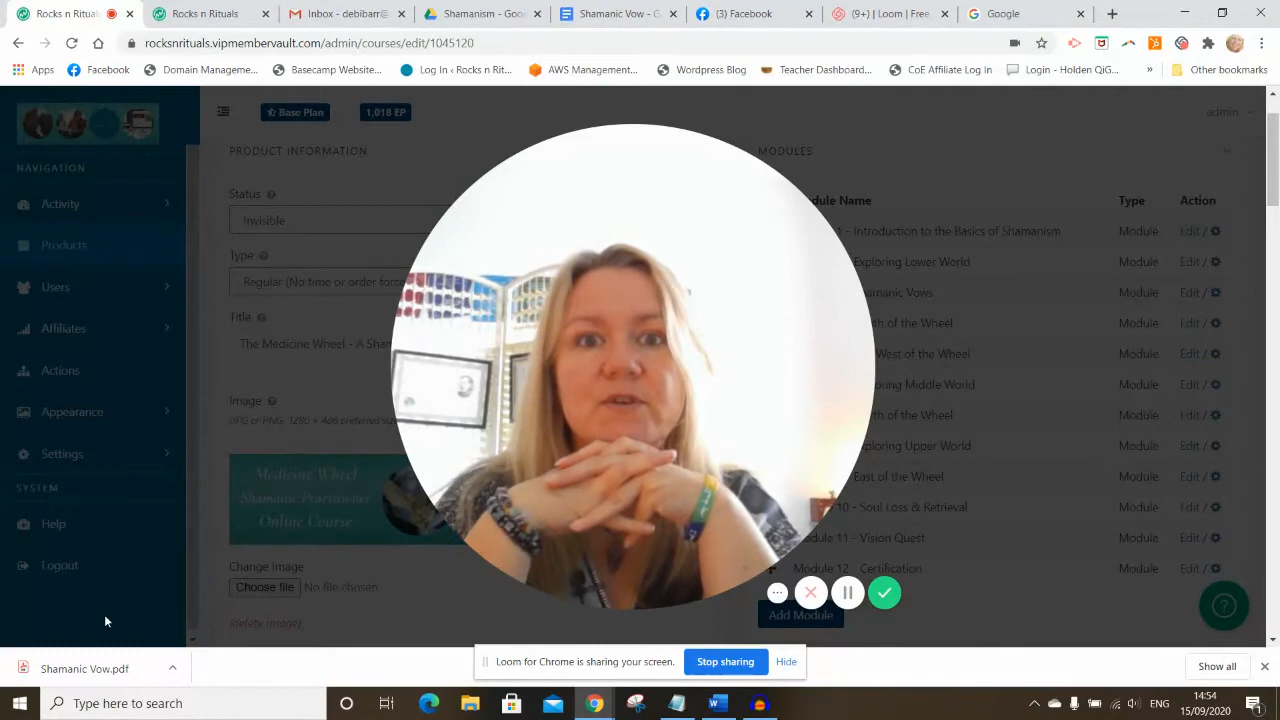 Rocks n Rituals
Rocks n Rituals
Inbox - debibarr@
Shamanism - Goo
Shamanic Vow - G
(3) Facebook
(9+) | Loom | Free
Google
rocksnrituals.vipmembervault.com/admin/courses/edit/1045120
Apps
Facebook
Domain Manageme...
Basecamp Website...
Log In ‹ Rocks n Rit...
AWS Management...
Wordpress Blog
Teacher Dashboard...
CoE Affiliate Log In
Login - Holden QiG...
»
Other bookmarks
NAVIGATION
Activity
Products
Users
Affiliates
Actions
Appearance
Settings
SYSTEM
Help
Logout
Base Plan
1,018 EP
admin
PRODUCT INFORMATION
Status
Invisible
Type
Regular (No time or order force
Title
The Medicine Wheel - A Sham
Image
JPG or PNG. 1280 × 486 preferred
Medicine Wheel
Shamanic Practitioner
Online Course
Change Image
Choose file No file chosen
(delete image)
MODULES
dule Name Type Action
1 - Introduction to the Basics of Shamanism Module Edit /
Exploring Lower World Module Edit /
hamanic Vows Module Edit /
th of the Wheel Module Edit /
West of the Wheel Module Edit /
oring Middle World Module Edit /
th of the Wheel Module Edit /
xploring Upper World Module Edit /
East of the Wheel Module Edit /
10 - Soul Loss & Retrieval Module Edit /
odule 11 - Vision Quest Module Edit /
Module 12 - Certification Module Edit /
Add Module
Loom for Chrome is sharing your screen.
Stop sharing
Hide
Shamanic Vow.pdf
Show all
Type here to search
ENG
14:54
15/09/2020